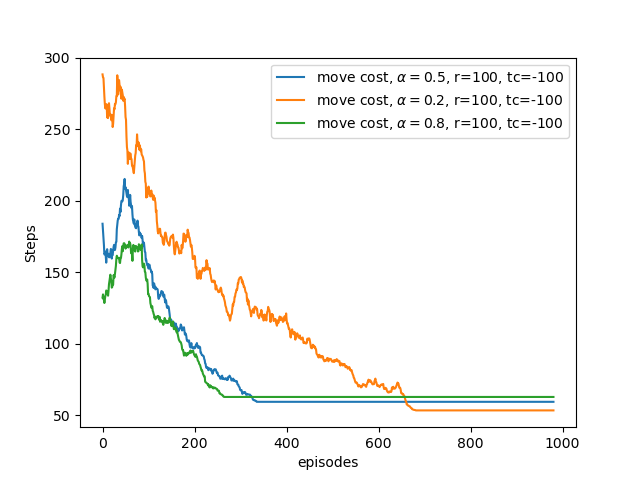 300
250
200
150
100
50
Steps
0
200
400
600
800
1000
episodes
move cost, α = 0.5, r=100, tc=-100
move cost, α = 0.2, r=100, tc=-100
move cost, α = 0.8, r=100, tc=-100